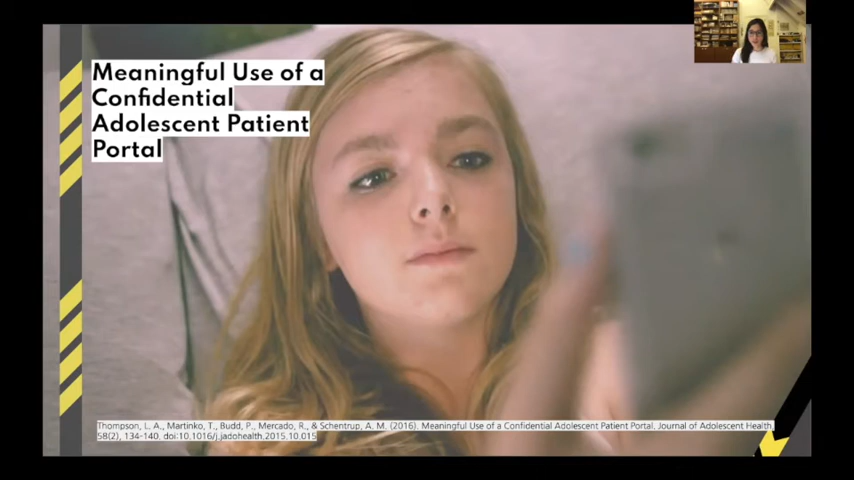 Meaningful Use of a
Confidential
Adolescent Patient
Portal
Thompson, L. A., Martinko, T., Budd, P., Mercado, R., & Schentrup, A. M. (2016). Meaningful Use of a Confidential Adolescent Patient Portal. Journal of Adolescent Health,
58(2), 134-140. doi:10.1016/j.jadohealth.2015.10.015